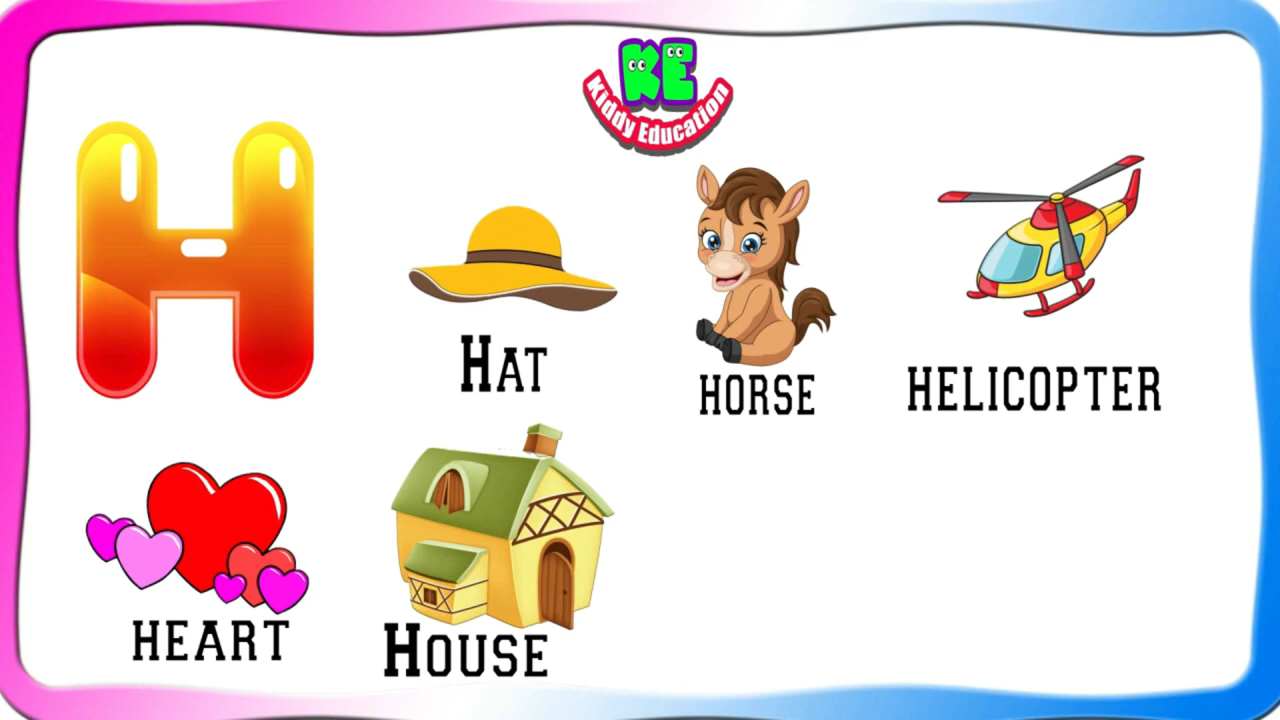 KE
Kiddy Education
H
HAT
HORSE
HELICOPTER
HEART
HOUSE